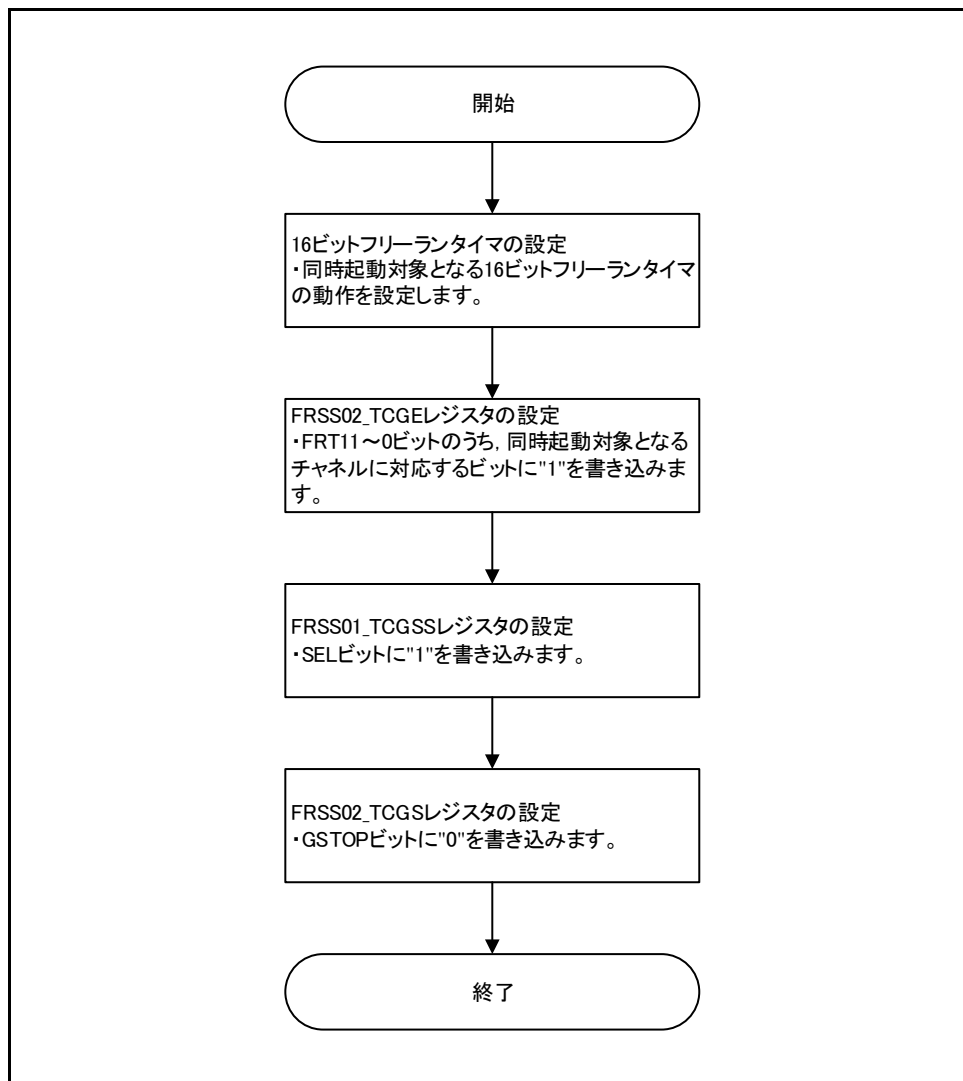 開始
16ビットフリーランタイマの設定
・同時起動対象となる16ビットフリーランタイマ
の動作を設定します。
FRSS02_TCGEレジスタの設定
・FRT11～0ビットのうち, 同時起動対象となる
チャネルに対応するビットに"1"を書き込みま
す。
FRSS01_TCGSSレジスタの設定
・SELビットに"1"を書き込みます。
FRSS02_TCGSレジスタの設定
・GSTOPビットに"0"を書き込みます。
終了